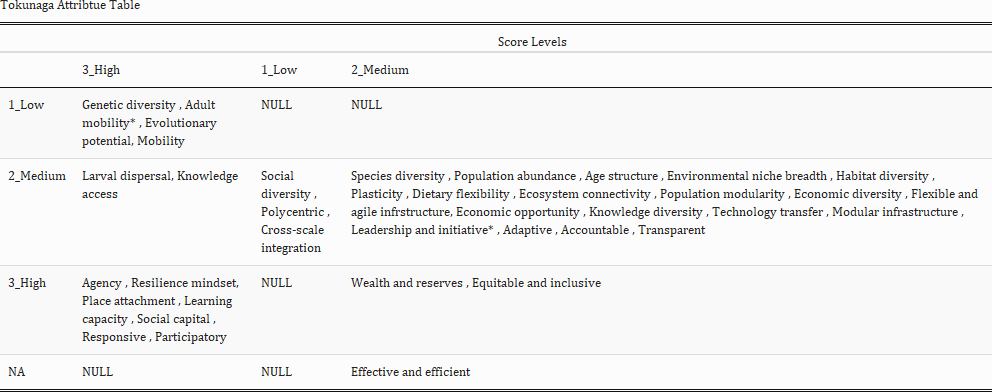 Tokunaga Attribtue Table
Score Levels
3_High 1_Low 2_Medium
1_Low Genetic diversity , Adult NULL NULL
mobility* , Evolutionary
potential, Mobility
2_Medium Larval dispersal, Knowledge Social Species diversity , Population abundance , Age structure , Environmental niche breadth , Habitat diversity ,
access diversity , Plasticity , Dietary flexibility , Ecosystem connectivity , Population modularity , Economic diversity , Flexible and
Polycentric , agile infrstructure, Economic opportunity , Knowledge diversity , Technology transfer , Modular infrastructure ,
Cross-scale Leadership and initiative* , Adaptive , Accountable , Transparent
integration
3_High Agency , Resilience mindset, NULL Wealth and reserves , Equitable and inclusive
Place attachment , Learning
capacity , Social capital ,
Responsive , Participatory
NA NULL NULL Effective and efficient